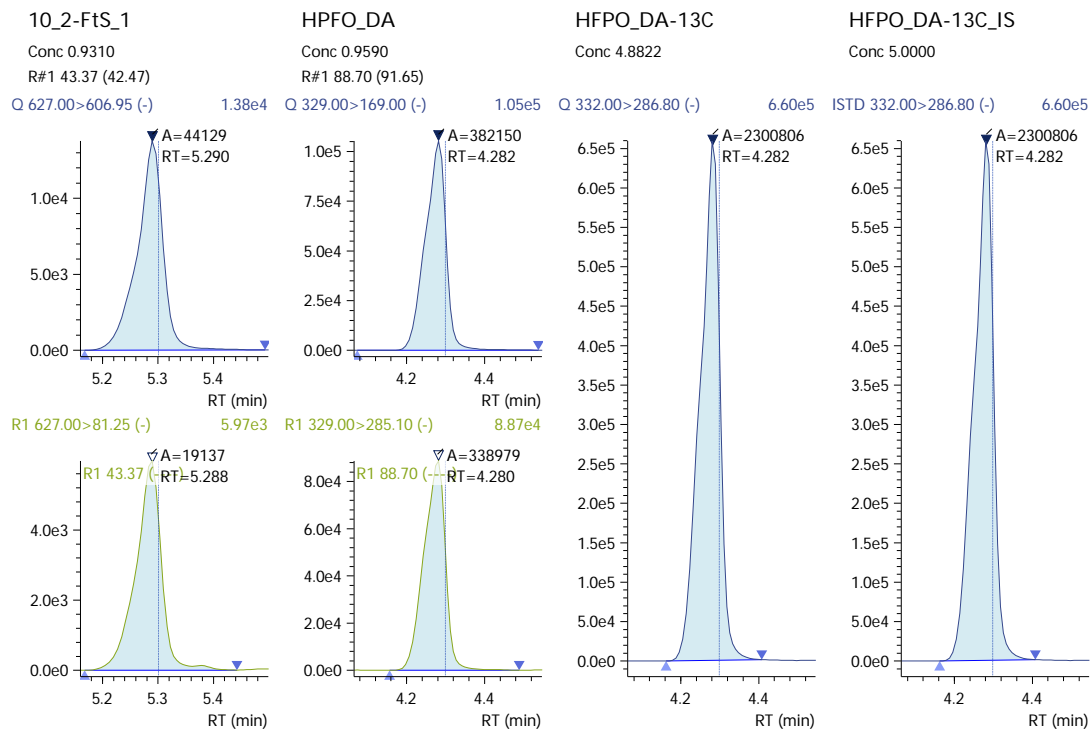 10_2-FtS_1
Conc 0.9310
R#1 43.37 (42.47)
Q 627.00>606.95 (-) 1.38e4
A=44129
RT=5.290
1.0e4
5.0e3
0.0e0
5.2 5.3 5.4
RT (min)
R1 627.00>81.25 (-) 5.97e3
A=19137
R1 43.37 (----)
RT=5.288
4.0e3
2.0e3
0.0e0
5.2 5.3 5.4
RT (min)
HPFO_DA
Conc 0.9590
R#1 88.70 (91.65)
Q 329.00>169.00 (-) 1.05e5
A=382150
RT=4.282
1.0e5
7.5e4
5.0e4
2.5e4
0.0e0
4.2 4.4
RT (min)
R1 329.00>285.10 (-) 8.87e4
A=338979
R1 88.70 (----)
RT=4.280
8.0e4
6.0e4
4.0e4
2.0e4
0.0e0
4.2 4.4
RT (min)
HFPO_DA-13C
Conc 4.8822
Q 332.00>286.80 (-) 6.60e5
A=2300806
RT=4.282
6.5e5
6.0e5
5.5e5
5.0e5
4.5e5
4.0e5
3.5e5
3.0e5
2.5e5
2.0e5
1.5e5
1.0e5
5.0e4
0.0e0
4.2 4.4
RT (min)
HFPO_DA-13C_IS
Conc 5.0000
ISTD 332.00>286.80 (-) 6.60e5
A=2300806
RT=4.282
6.5e5
6.0e5
5.5e5
5.0e5
4.5e5
4.0e5
3.5e5
3.0e5
2.5e5
2.0e5
1.5e5
1.0e5
5.0e4
0.0e0
4.2 4.4
RT (min)